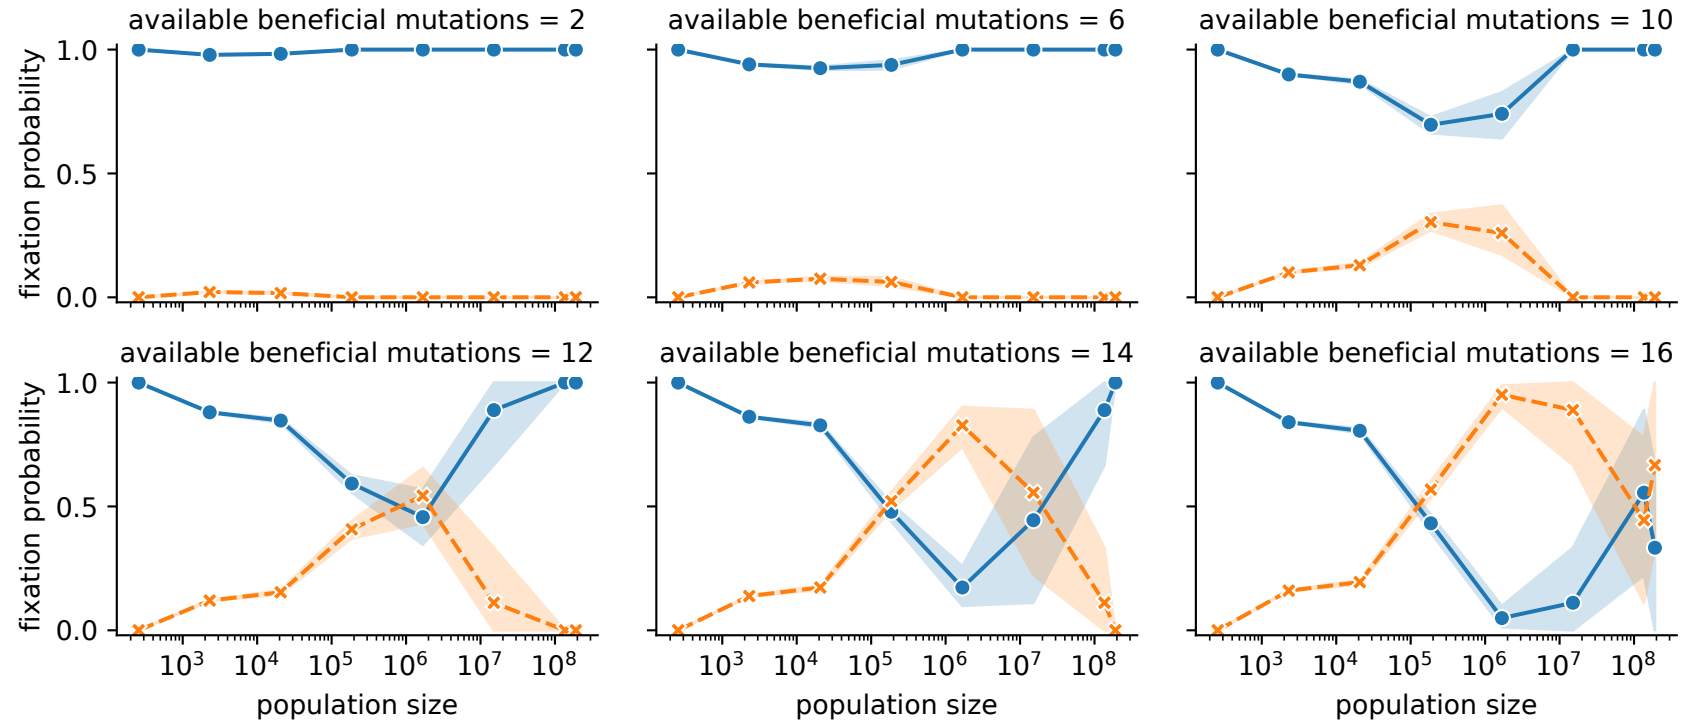 available beneficial mutations = 2
available beneficial mutations = 6
available beneficial mutations = 10
fixation probability
1.0
0.5
0.0
available beneficial mutations = 12
available beneficial mutations = 14
available beneficial mutations = 16
fixation probability
1.0
0.5
0.0
10³ 10⁴ 10⁵ 10⁶ 10⁷ 10⁸
10³ 10⁴ 10⁵ 10⁶ 10⁷ 10⁸
10³ 10⁴ 10⁵ 10⁶ 10⁷ 10⁸
population size
population size
population size